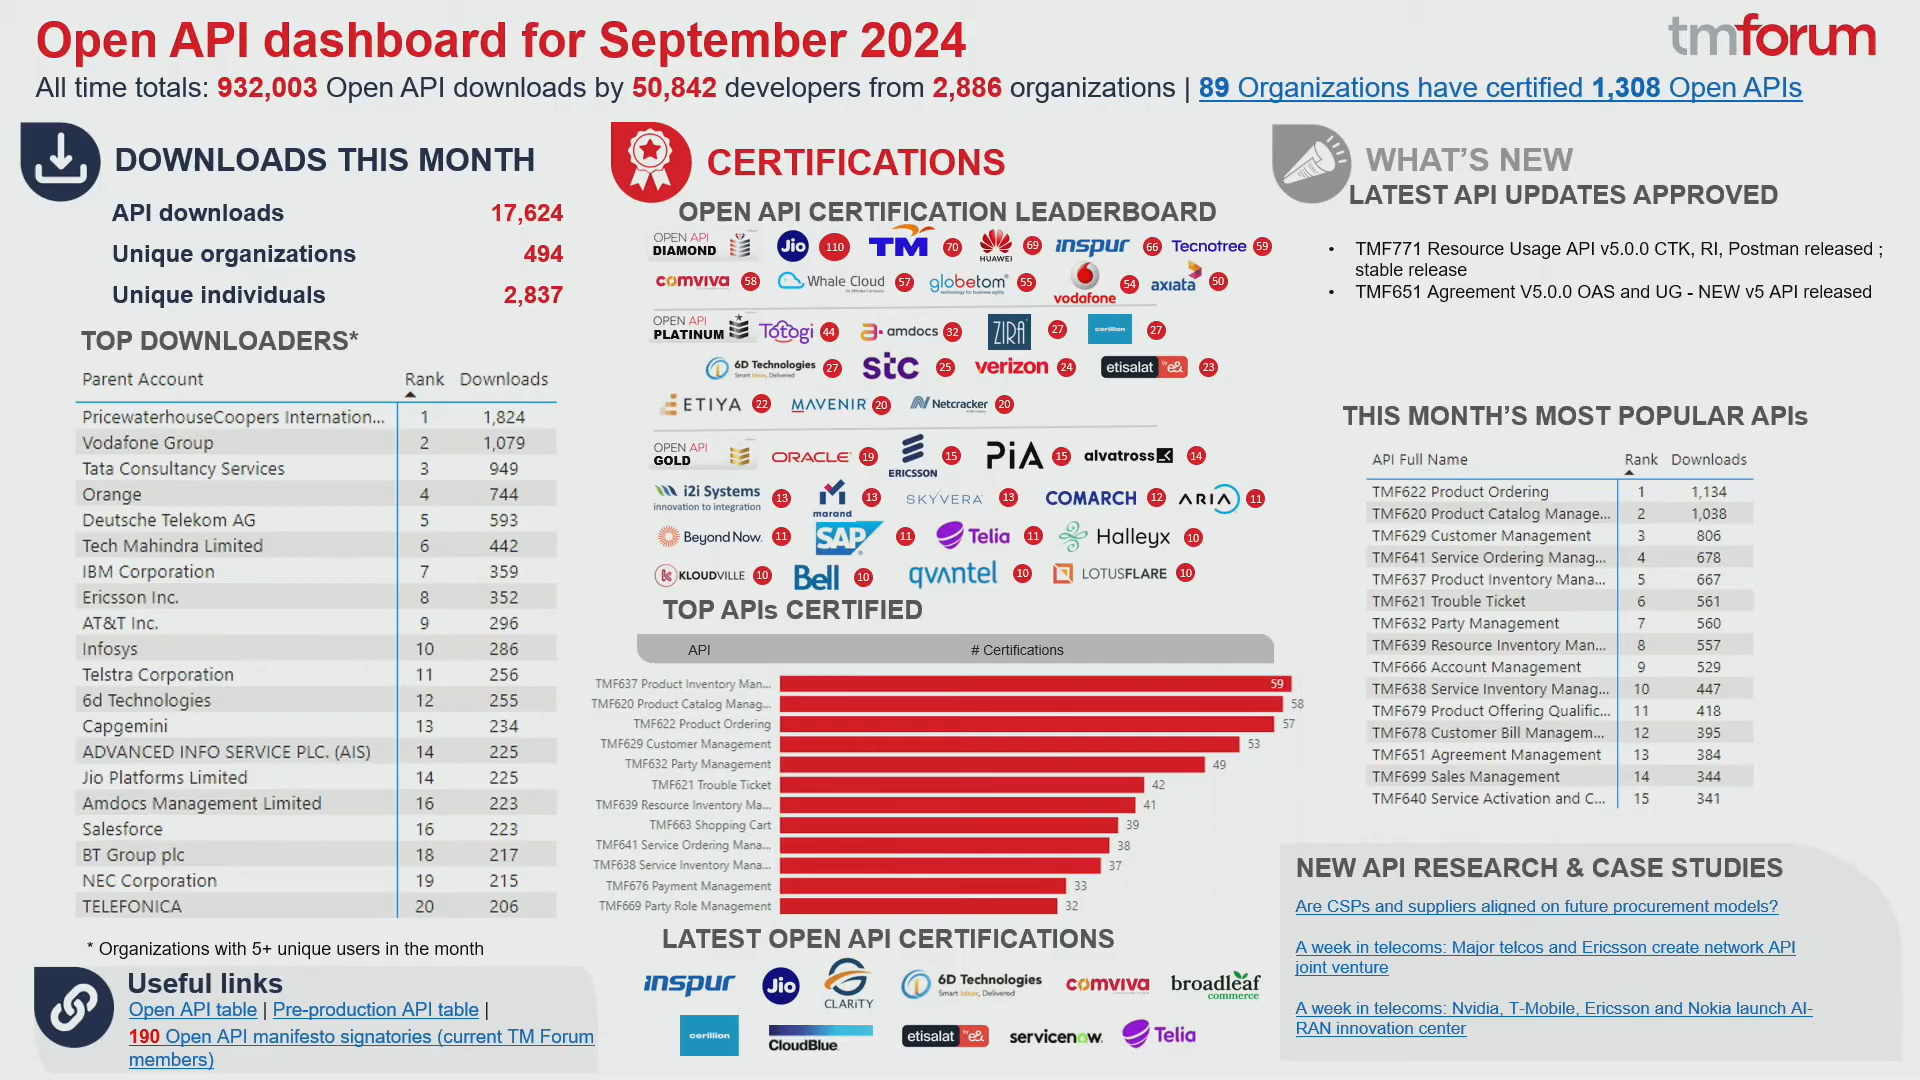 Open API dashboard for September 2024
tmforum
All time totals: 932,003 Open API downloads by 50,842 developers from 2,886 organizations | 89 Organizations have certified 1,308 Open APIs
DOWNLOADS THIS MONTH
API downloads 17,624
Unique organizations 494
Unique individuals 2,837
TOP DOWNLOADERS*
Parent Account Rank Downloads
PricewaterhouseCoopers Internation... 1 1,824
Vodafone Group 2 1,079
Tata Consultancy Services 3 949
Orange 4 744
Deutsche Telekom AG 5 593
Tech Mahindra Limited 6 442
IBM Corporation 7 359
Ericsson Inc. 8 352
AT&T Inc. 9 296
Infosys 10 286
Telstra Corporation 11 256
6d Technologies 12 255
Capgemini 13 234
ADVANCED INFO SERVICE PLC. (AIS) 14 225
Jio Platforms Limited 14 225
Amdocs Management Limited 16 223
Salesforce 16 223
BT Group plc 18 217
NEC Corporation 19 215
TELEFONICA 20 206
* Organizations with 5+ unique users in the month
Useful links
Open API table | Pre-production API table |
190 Open API manifesto signatories (current TM Forum
members)
CERTIFICATIONS
OPEN API CERTIFICATION LEADERBOARD
OPEN API
DIAMOND
Jio 110 TM 70 HUAWEI 69 inspur 66 Tecnotree 59
comviva 58 Whale Cloud 57 globetom 55 vodafone 54 axiata 50
technology for business agility
OPEN API
PLATINUM
Totogi 44 amdocs 32 ZIRA 27 cerillion 27
6D Technologies 27 stc 25 verizon 24 etisalat by e& 23
Smart Ideas, Delivered
ETIYA 22 MAVENIR 20 Netcracker 20
OPEN API
GOLD
ORACLE 19 ERICSSON 15 PiA 15 alvatross 14
i2i Systems 13 marand 13 SKYVERA 13 COMARCH 12 ARIA 11
innovation to integration
Beyond Now. 11 SAP 11 Telia 11 Halleyx 10
KLOUDVILLE 10 Bell 10 qvantel 10 LOTUSFLARE 10
TOP APIs CERTIFIED
API # Certifications
TMF637 Product Inventory Man... 59
TMF620 Product Catalog Manag... 58
TMF622 Product Ordering 57
TMF629 Customer Management 53
TMF632 Party Management 49
TMF621 Trouble Ticket 42
TMF639 Resource Inventory Ma... 41
TMF663 Shopping Cart 39
TMF641 Service Ordering Mana... 38
TMF638 Service Inventory Mana... 37
TMF676 Payment Management 33
TMF669 Party Role Management 32
LATEST OPEN API CERTIFICATIONS
inspur Jio CLARiTY 6D Technologies comviva broadleaf
Smart Ideas, Delivered commerce
cerillion CloudBlue. etisalat by e& servicenow. Telia
WHAT'S NEW
LATEST API UPDATES APPROVED
• TMF771 Resource Usage API v5.0.0 CTK, RI, Postman released ;
stable release
• TMF651 Agreement V5.0.0 OAS and UG - NEW v5 API released
THIS MONTH'S MOST POPULAR APIs
API Full Name Rank Downloads
TMF622 Product Ordering 1 1,134
TMF620 Product Catalog Manage... 2 1,038
TMF629 Customer Management 3 806
TMF641 Service Ordering Manag... 4 678
TMF637 Product Inventory Mana... 5 667
TMF621 Trouble Ticket 6 561
TMF632 Party Management 7 560
TMF639 Resource Inventory Man... 8 557
TMF666 Account Management 9 529
TMF638 Service Inventory Manag... 10 447
TMF679 Product Offering Qualific... 11 418
TMF678 Customer Bill Managem... 12 395
TMF651 Agreement Management 13 384
TMF699 Sales Management 14 344
TMF640 Service Activation and C... 15 341
NEW API RESEARCH & CASE STUDIES
Are CSPs and suppliers aligned on future procurement models?
A week in telecoms: Major telcos and Ericsson create network API
joint venture
A week in telecoms: Nvidia, T-Mobile, Ericsson and Nokia launch AI-
RAN innovation center